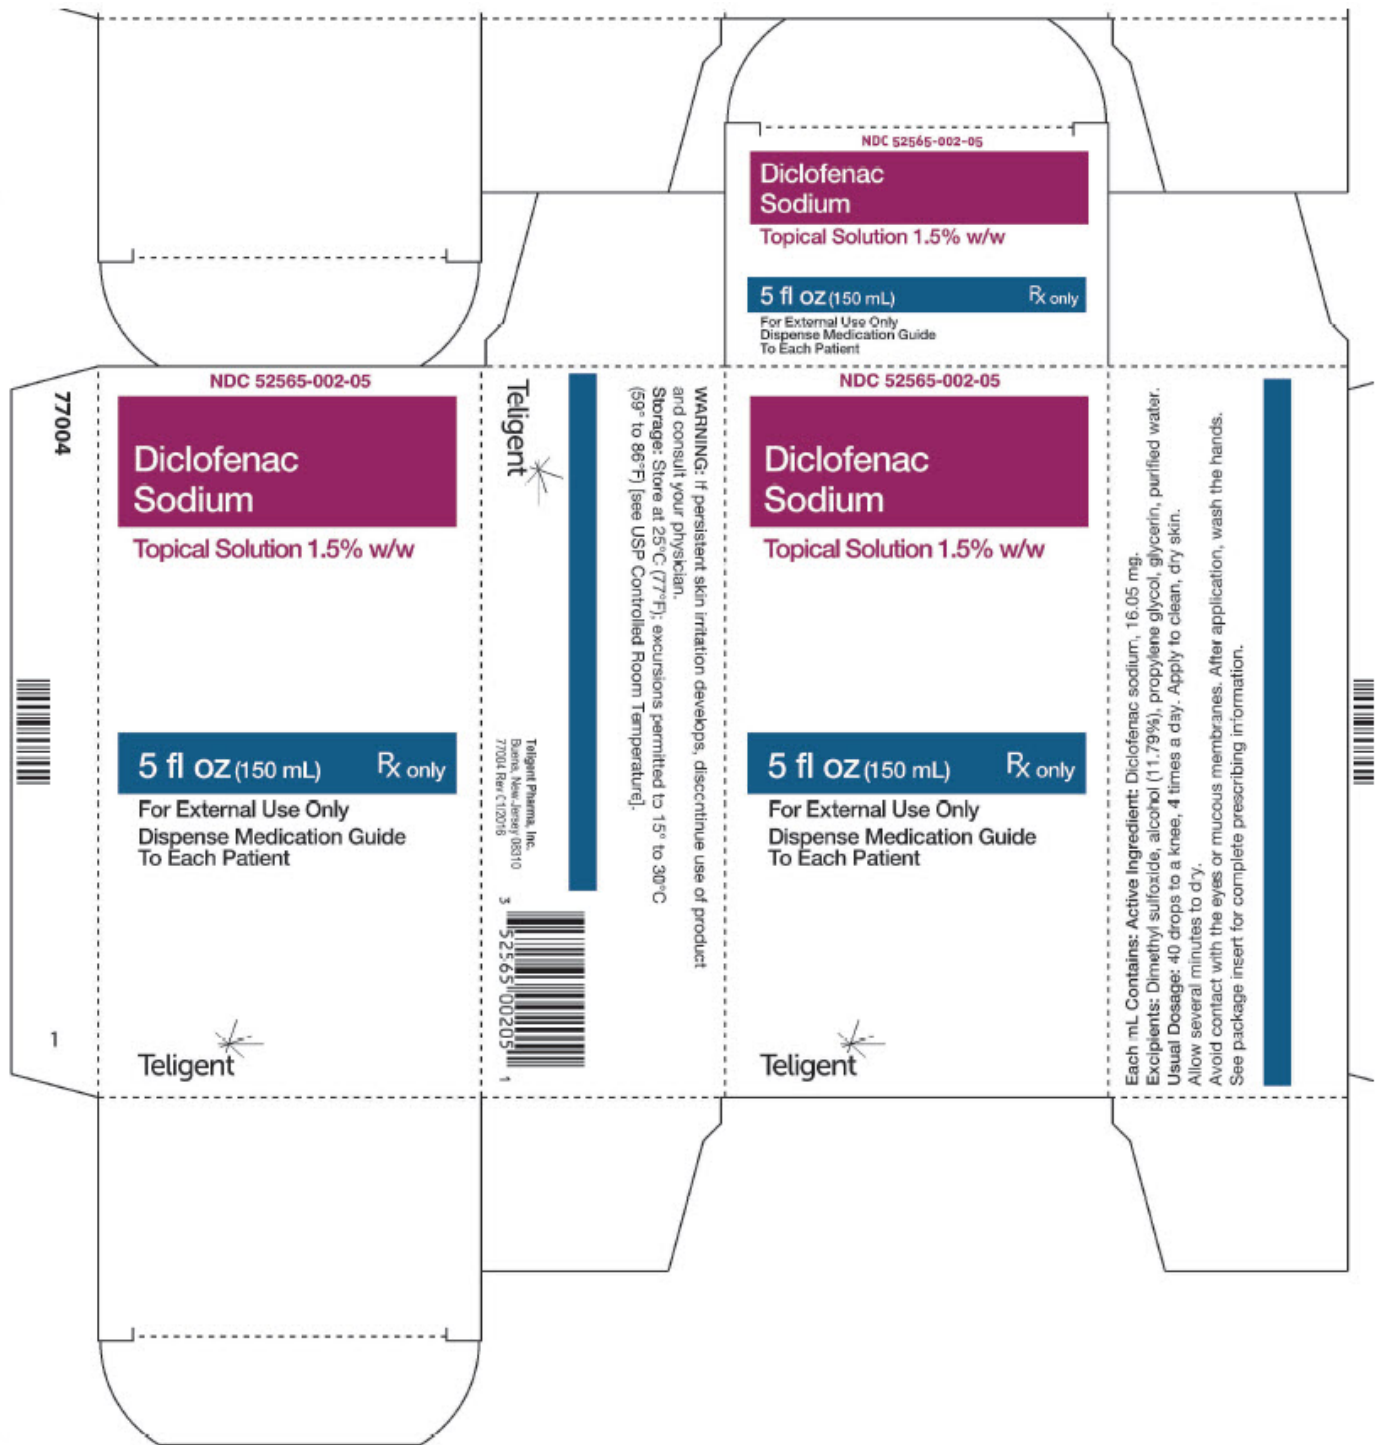 NDC 52565-002-05
Diclofenac
Sodium
Topical Solution 1.5% w/w
5 fl oz (150 mL) Rx only
For External Use Only
Dispense Medication Guide
To Each Patient
77004
1
NDC 52565-002-05
Diclofenac
Sodium
Topical Solution 1.5% w/w
5 fl oz (150 mL) Rx only
For External Use Only
Dispense Medication Guide
To Each Patient
Teligent
WARNING: If persistent skin irritation develops, discontinue use of product
and consult your physician.
Storage: Store at 25°C (77°F); excursions permitted to 15° to 30°C
(59° to 86°F) [see USP Controlled Room Temperature].
Teligent
Teligent Pharma, Inc.
Buena, New Jersey 08310
77004 Rev 01/2016
3 52565 00205 1
NDC 52565-002-05
Diclofenac
Sodium
Topical Solution 1.5% w/w
5 fl oz (150 mL) Rx only
For External Use Only
Dispense Medication Guide
To Each Patient
Teligent
Each mL Contains: Active Ingredient: Diclofenac sodium, 16.05 mg.
Excipients: Dimethyl sulfoxide, alcohol (11.79%), propylene glycol, glycerin, purified water.
Usual Dosage: 40 drops to a knee, 4 times a day. Apply to clean, dry skin.
Allow several minutes to dry.
Avoid contact with the eyes or mucous membranes. After application, wash the hands.
See package insert for complete prescribing information.